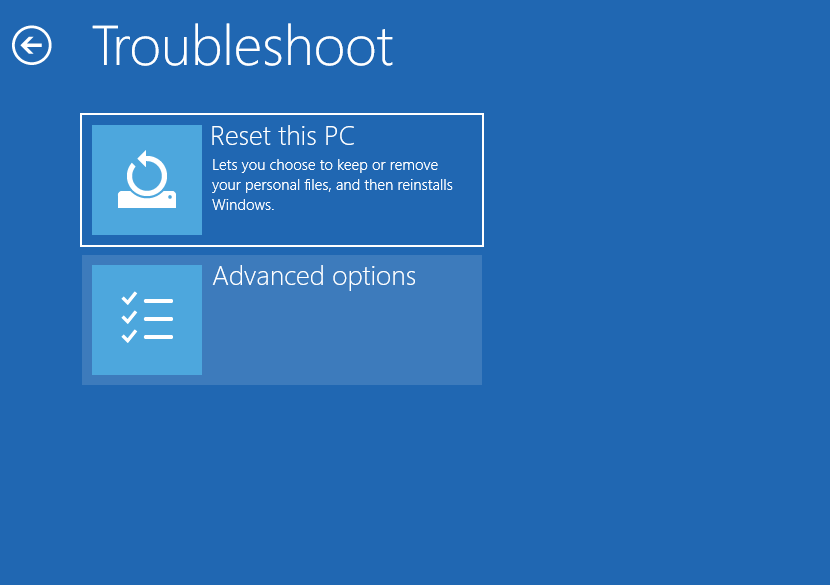 Troubleshoot
Reset this PC
Lets you choose to keep or remove
your personal files, and then reinstalls
Windows.
Advanced options